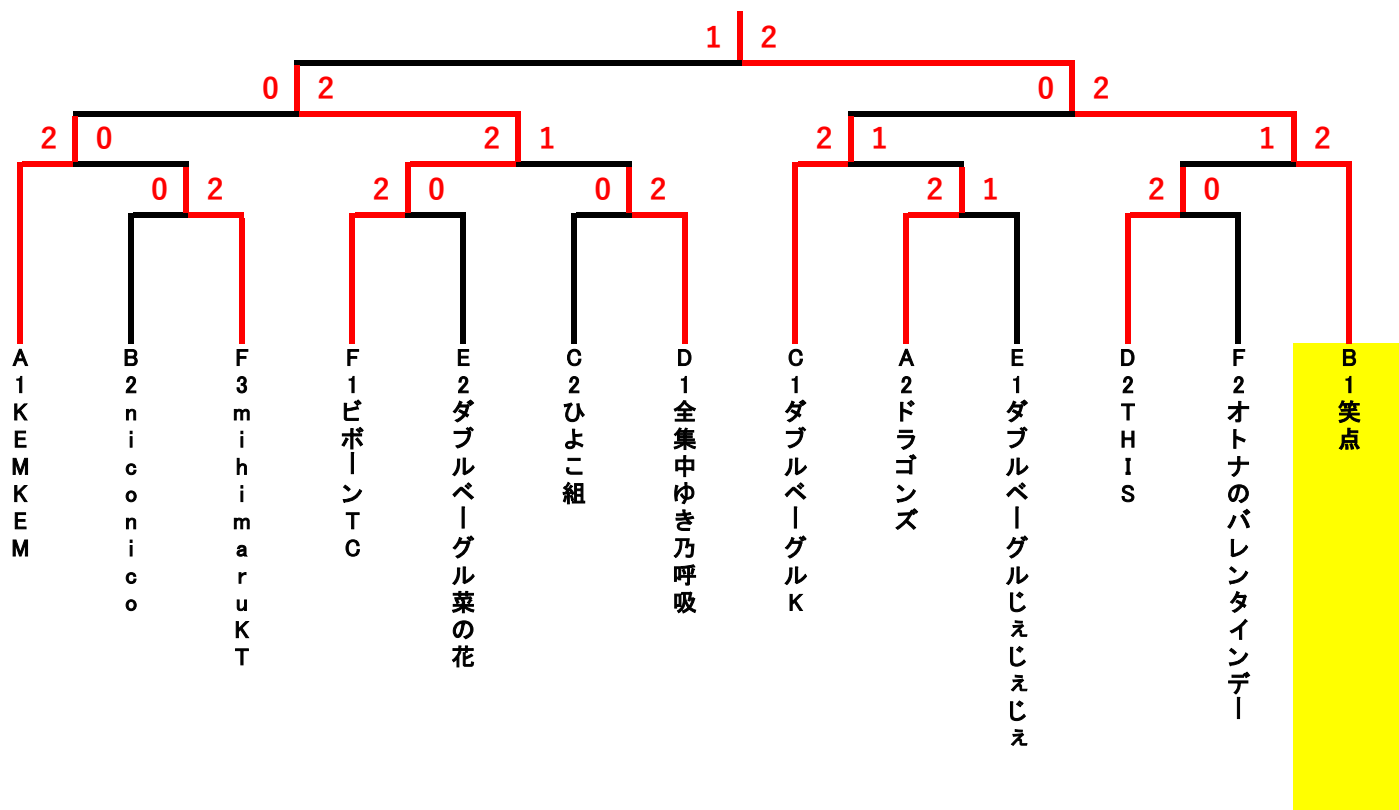 1 2
0 2 0 2
2 0 2 1 2 1 1 2
0 2 2 0 0 2 2 1 2 0
A1KEMKEM
B2niconico
F3mihimaruKT
F1ビボーンTC
E2ダブルベーグル菜の花
C2ひよこ組
D1全集中ゆき乃呼吸
C1ダブルベーグルK
A2ドラゴンズ
E1ダブルベーグルじぇじぇじぇ
D2THIS
F2オトナのバレンタインデー
B1笑点